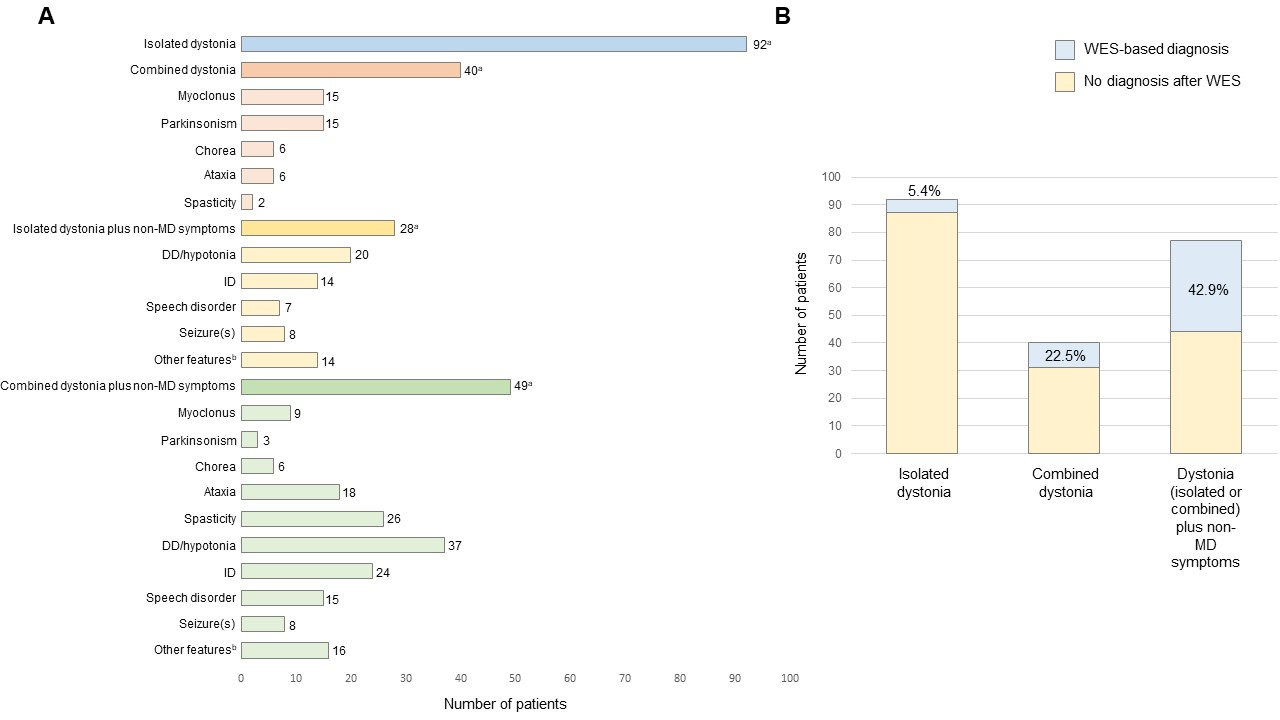 A
Isolated dystonia 92ᵃ
Combined dystonia 40ᵃ
Myoclonus 15
Parkinsonism 15
Chorea 6
Ataxia 6
Spasticity 2
Isolated dystonia plus non-MD symptoms 28ᵃ
DD/hypotonia 20
ID 14
Speech disorder 7
Seizure(s) 8
Other featuresᵇ 14
Combined dystonia plus non-MD symptoms 49ᵃ
Myoclonus 9
Parkinsonism 3
Chorea 6
Ataxia 18
Spasticity 26
DD/hypotonia 37
ID 24
Speech disorder 15
Seizure(s) 8
Other featuresᵇ 16
0 10 20 30 40 50 60 70 80 90 100
Number of patients
B
WES-based diagnosis
No diagnosis after WES
Number of patients
100
90
80
70
60
50
40
30
20
10
0
5.4%
22.5%
42.9%
Isolated
dystonia
Combined
dystonia
Dystonia
(isolated or
combined)
plus non-
MD
symptoms